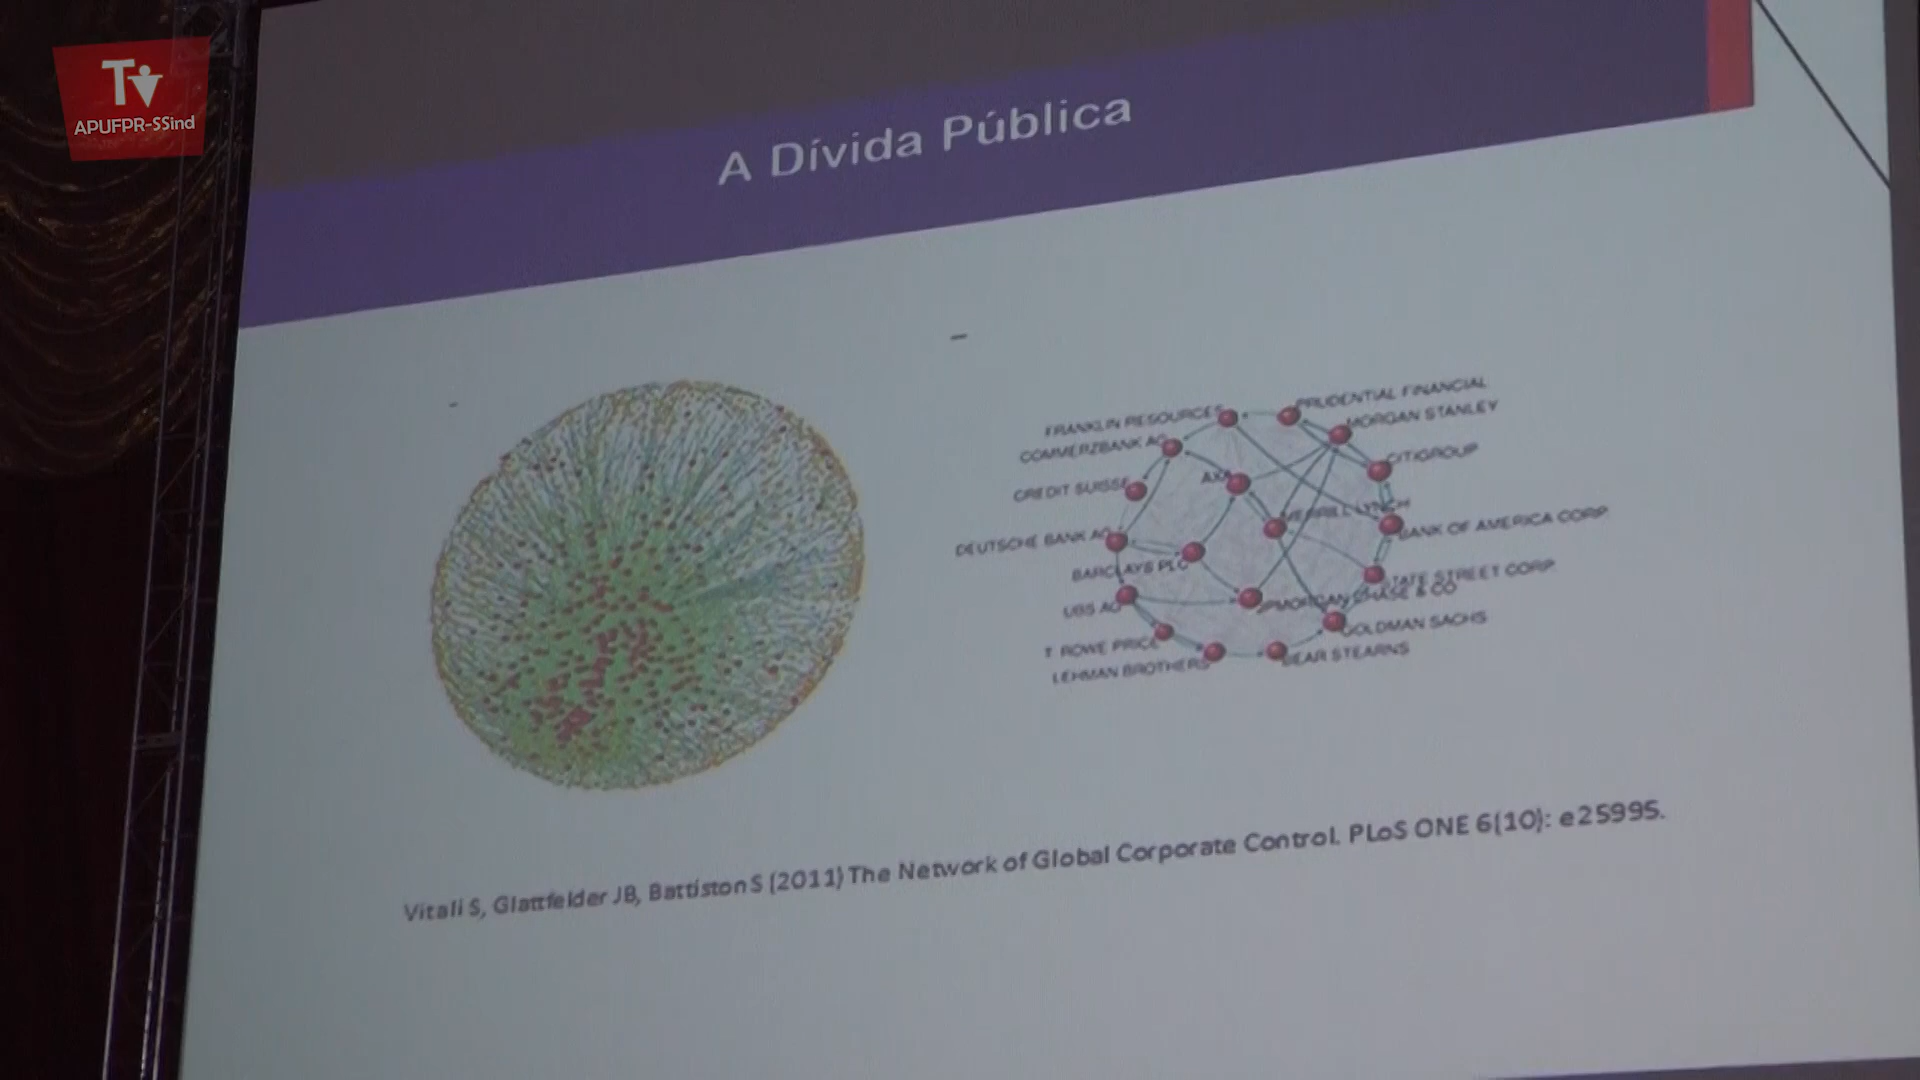 TV
APUFPR-SSind
A Dívida Pública
FRANKLIN RESOURCES
PRUDENTIAL FINANCIAL
MORGAN STANLEY
COMMERZBANK AG
CITIGROUP
CREDIT SUISSE
AXA
MERRILL LYNCH
BANK OF AMERICA CORP
DEUTSCHE BANK AG
BARCLAYS PLC
STATE STREET CORP
UBS AG
JPMORGAN CHASE & CO
GOLDMAN SACHS
T. ROWE PRICE
BEAR STEARNS
LEHMAN BROTHERS
Vitali S, Glattfelder JB, Battiston S (2011) The Network of Global Corporate Control. PLoS ONE 6(10): e25995.